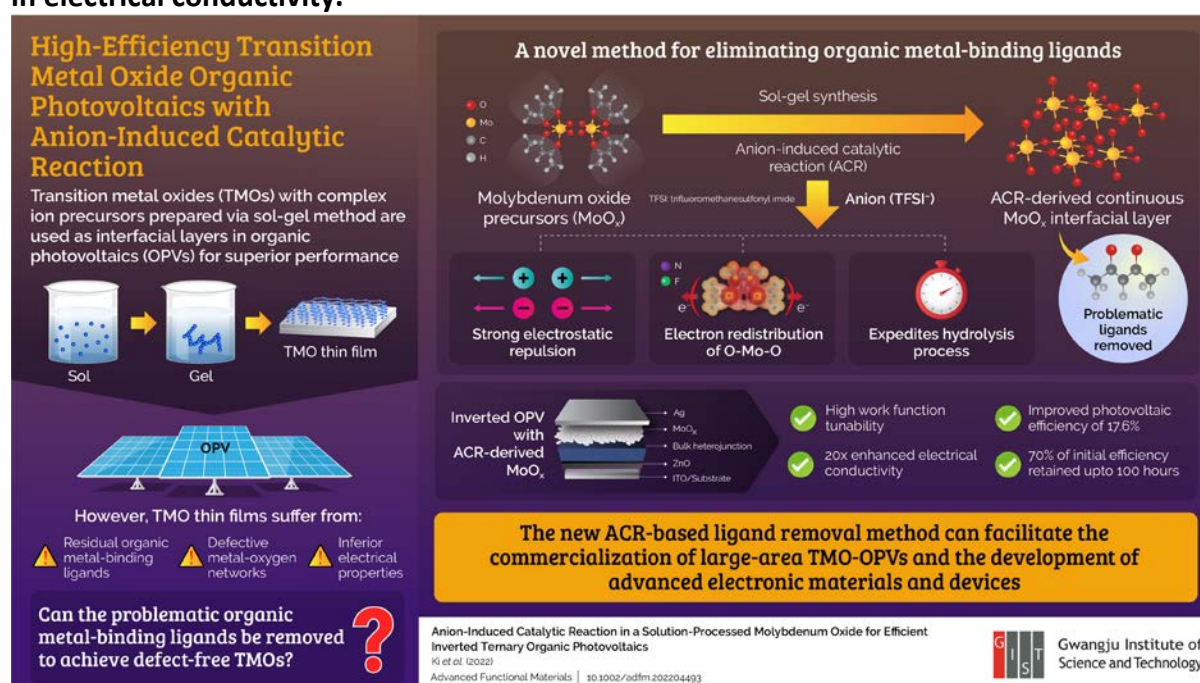 in electrical conductivity.
High-Efficiency Transition
Metal Oxide Organic
Photovoltaics with
Anion-Induced Catalytic
Reaction
Transition metal oxides (TMOs) with complex
ion precursors prepared via sol-gel method are
used as interfacial layers in organic
photovoltaics (OPVs) for superior performance
Sol
Gel
TMO thin film
OPV
However, TMO thin films suffer from:
Residual organic
metal-binding
ligands
Defective
metal-oxygen
networks
Inferior
electrical
properties
Can the problematic organic
metal-binding ligands be removed
to achieve defect-free TMOs?
?
A novel method for eliminating organic metal-binding ligands
O
Mo
C
H
Molybdenum oxide
precursors (MoOₓ)
Sol-gel synthesis
Anion-induced catalytic
reaction (ACR)
TFSI: trifluoromethanesulfonyl imide
Anion (TFSI⁻)
ACR-derived continuous
MoOₓ interfacial layer
Problematic
ligands
removed
+ +
− −
Strong electrostatic
repulsion
N
F
e⁻ e⁻
Electron redistribution
of O-Mo-O
Expedites hydrolysis
process
Inverted OPV
with
ACR-derived
MoOₓ
Ag
MoOₓ
Bulk heterojunction
ZnO
ITO/Substrate
High work function
tunability
20x enhanced electrical
conductivity
Improved photovoltaic
efficiency of 17.6%
70% of initial efficiency
retained upto 100 hours
The new ACR-based ligand removal method can facilitate the
commercialization of large-area TMO-OPVs and the development of
advanced electronic materials and devices
Anion-Induced Catalytic Reaction in a Solution-Processed Molybdenum Oxide for Efficient
Inverted Ternary Organic Photovoltaics
Ki et al. (2022)
Advanced Functional Materials | 10.1002/adfm.202204493
GIST
Gwangju Institute of
Science and Technology